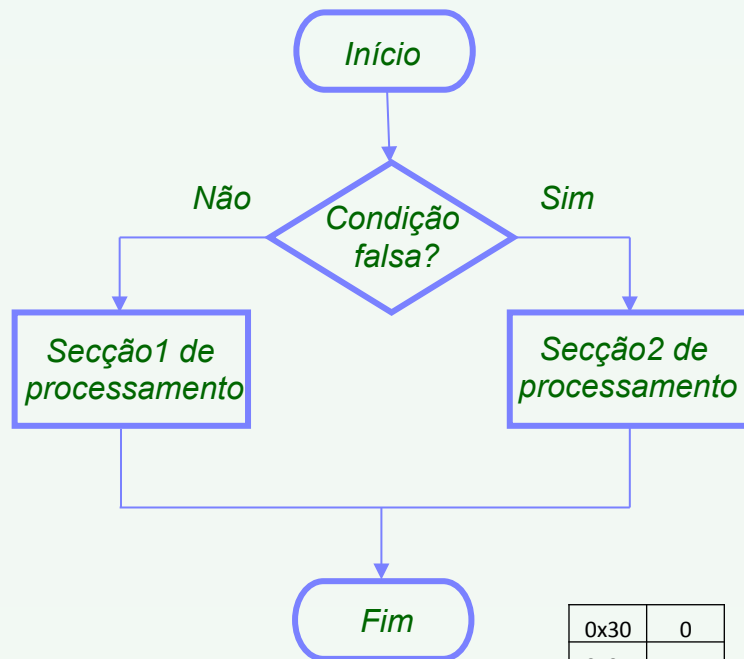 Início
Não
Sim
Condição
falsa?
Secção1 de
processamento
Secção2 de
processamento
Fim
0x30 0